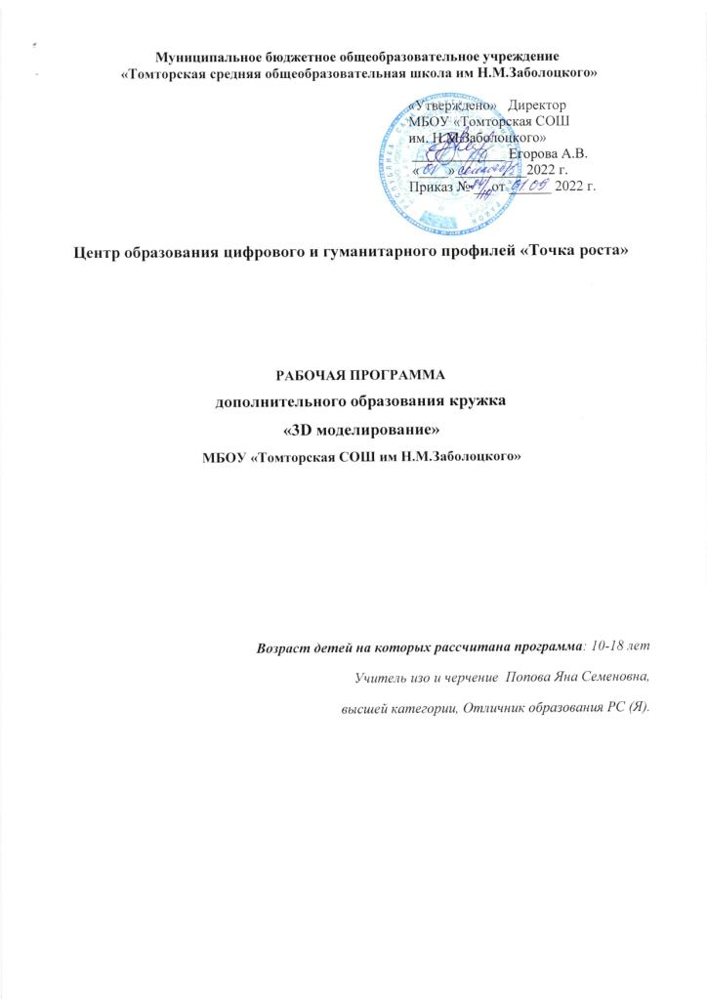 Муниципальное бюджетное общеобразовательное учреждение
«Томторская средняя общеобразовательная школа им Н.М.Заболоцкого»
«Утверждено» Директор
МБОУ «Томторская СОШ
им. Н.М.Заболоцкого»
Егорова А.В.
«01» сентября 2022 г.
Приказ № от 01.09 2022 г.
Центр образования цифрового и гуманитарного профилей «Точка роста»
РАБОЧАЯ ПРОГРАММА
дополнительного образования кружка
«3D моделирование»
МБОУ «Томторская СОШ им Н.М.Заболоцкого»
Возраст детей на которых рассчитана программа: 10-18 лет
Учитель изо и черчение Попова Яна Семеновна,
высшей категории, Отличник образования РС (Я).